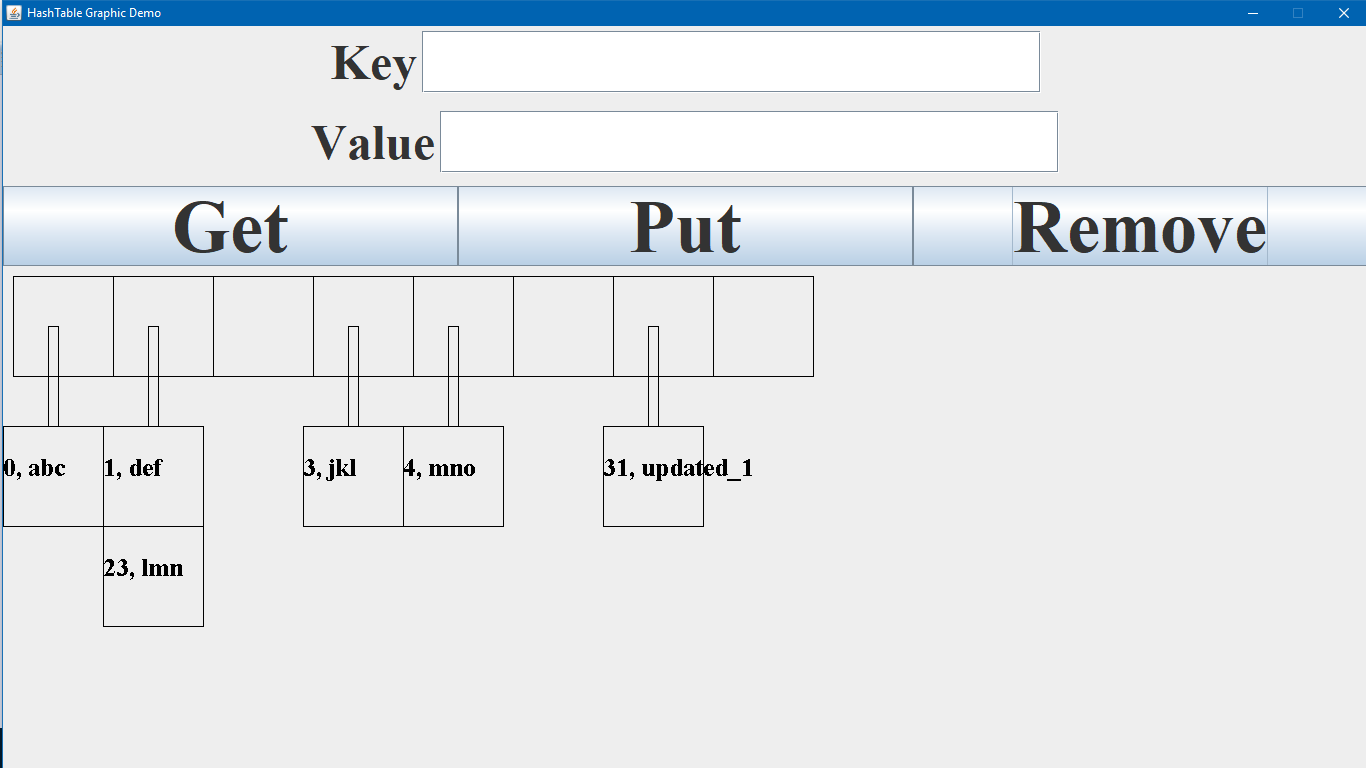 HashTable Graphic Demo
Key
Value
Get Put Remove
0, abc 1, def 3, jkl 4, mno 31, updated_1
23, lmn